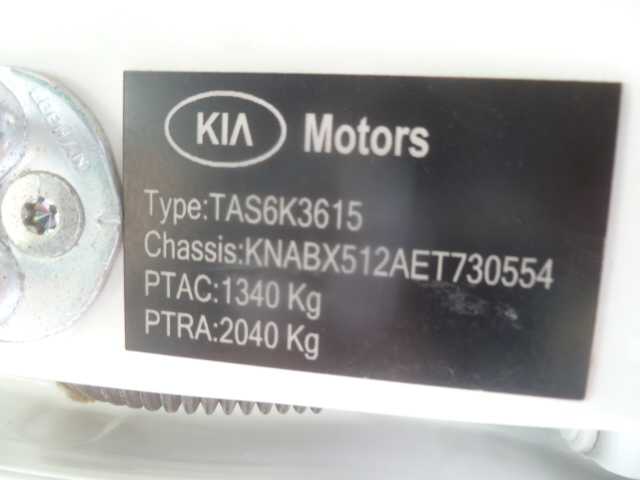 KIA Motors
Type:TAS6K3615
Chassis:KNABX512AET730554
PTAC:1340 Kg
PTRA:2040 Kg